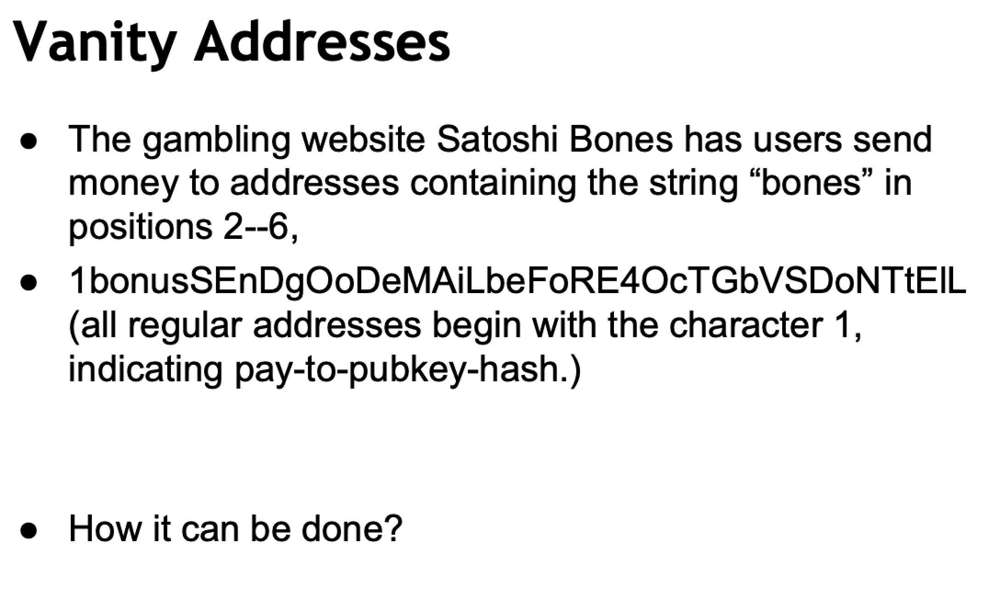 Vanity Addresses
● The gambling website Satoshi Bones has users send
money to addresses containing the string “bones” in
positions 2--6,
● 1bonusSEnDgOoDeMAiLbeFoRE4OcTGbVSDoNTtElL
(all regular addresses begin with the character 1,
indicating pay-to-pubkey-hash.)
● How it can be done?